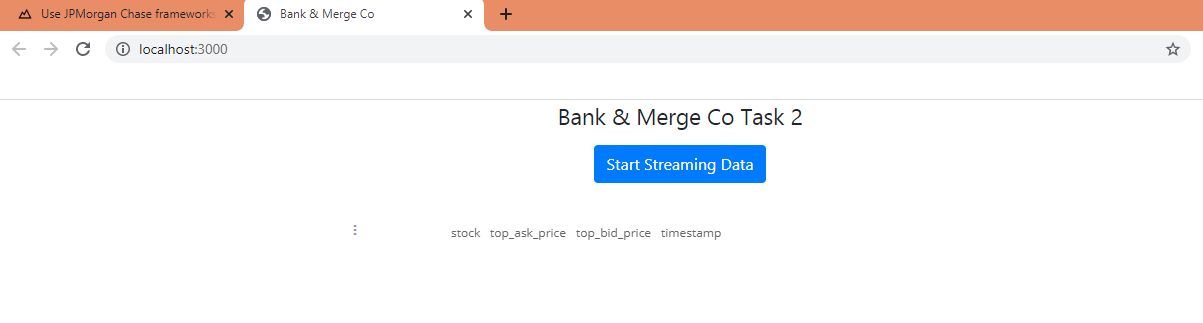 Use JPMorgan Chase frameworks
Bank & Merge Co
localhost:3000
Bank & Merge Co Task 2
Start Streaming Data
stock top_ask_price top_bid_price timestamp